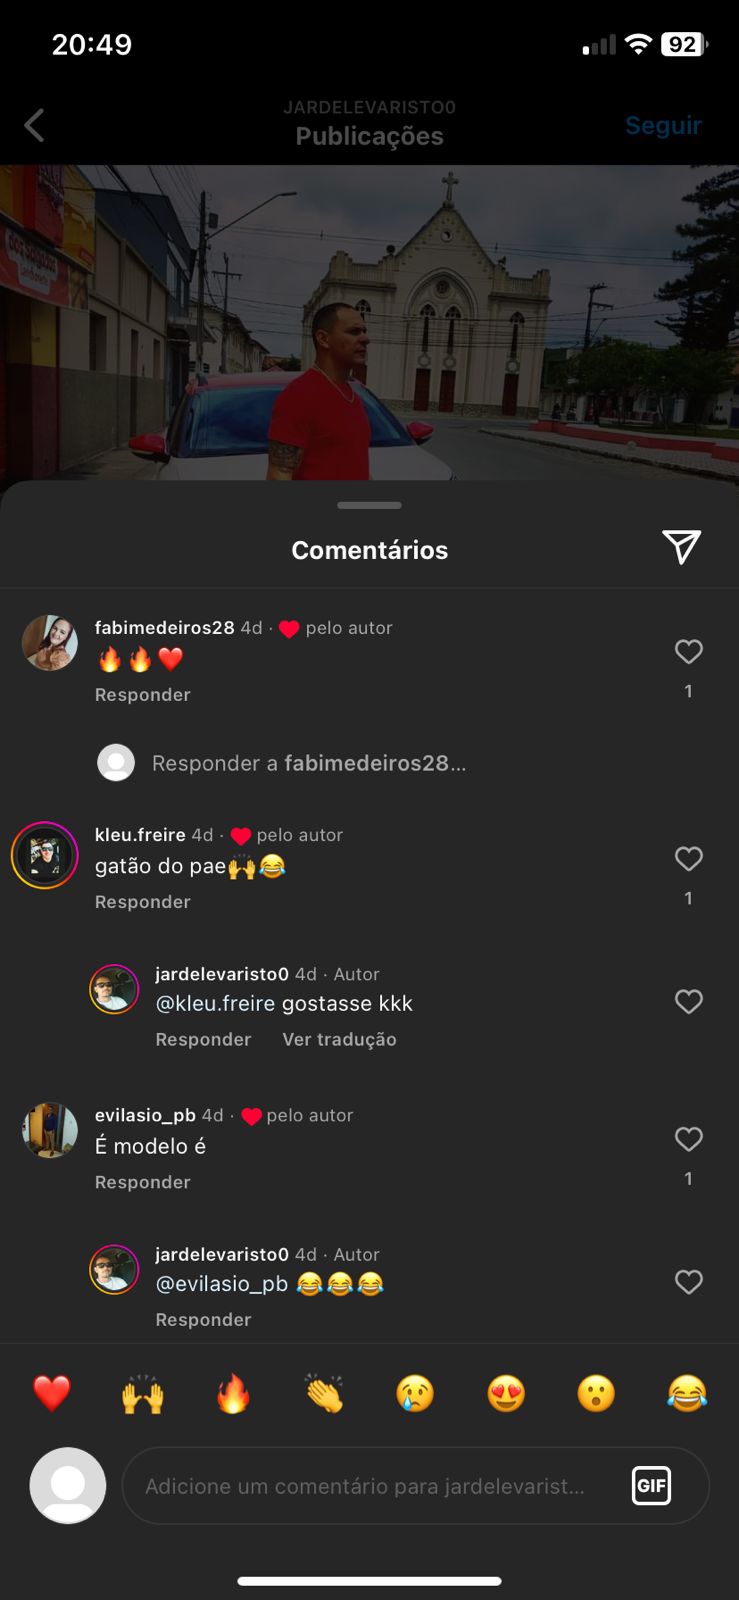 20:49
92
JARDELEVARISTO0
Publicações
Seguir
Comentários
fabimedeiros28 4d · ❤️ pelo autor
🔥🔥❤️
1
Responder
Responder a fabimedeiros28...
kleu.freire 4d · ❤️ pelo autor
gatão do pae🙌😂
1
Responder
jardelevaristo0 4d · Autor
@kleu.freire gostasse kkk
Responder Ver tradução
evilasio_pb 4d · ❤️ pelo autor
É modelo é
1
Responder
jardelevaristo0 4d · Autor
@evilasio_pb 😂😂😂
Responder
❤️ 🙌 🔥 👏 😢 😍 😮 😂
Adicione um comentário para jardelevarist...
GIF